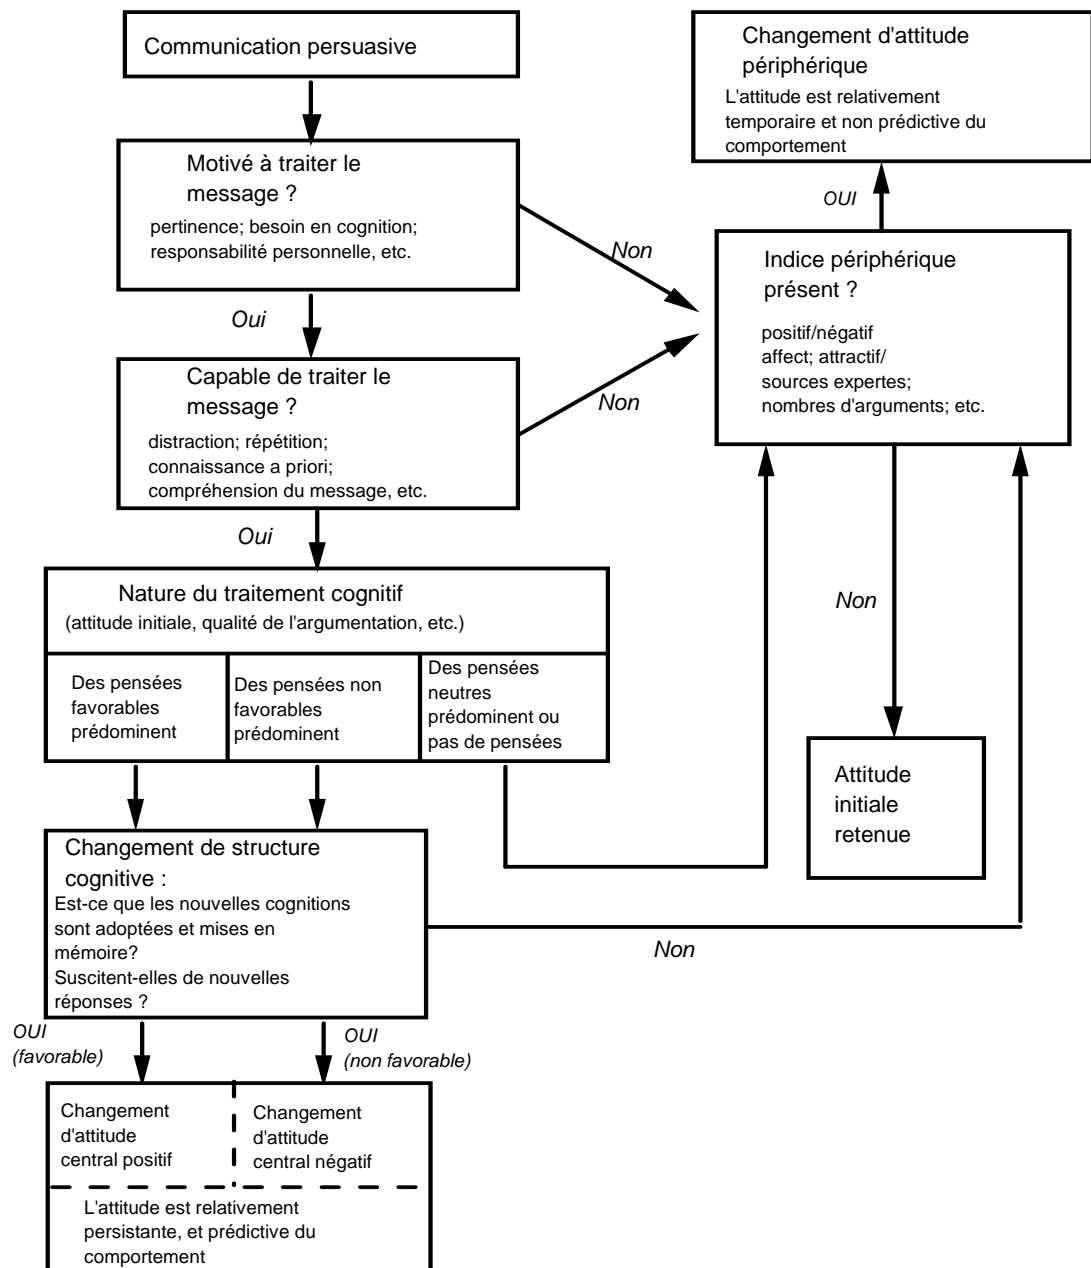 Communication persuasive
Motivé à traiter le
message ?
pertinence; besoin en cognition;
responsabilité personnelle, etc.
Non
Oui
Capable de traiter le
message ?
distraction; répétition;
connaissance a priori;
compréhension du message, etc.
Non
Oui
Nature du traitement cognitif
(attitude initiale, qualité de l'argumentation, etc.)
Des pensées
favorables
prédominent
Des pensées non
favorables
prédominent
Des pensées
neutres
prédominent ou
pas de pensées
Changement de structure
cognitive :
Est-ce que les nouvelles cognitions
sont adoptées et mises en
mémoire?
Suscitent-elles de nouvelles
réponses ?
Non
OUI
(favorable)
OUI
(non favorable)
Changement
d'attitude
central positif
Changement
d'attitude
central négatif
L'attitude est relativement
persistante, et prédictive du
comportement
Changement d'attitude
périphérique
L'attitude est relativement
temporaire et non prédictive du
comportement
OUI
Indice périphérique
présent ?
positif/négatif
affect; attractif/
sources expertes;
nombres d'arguments; etc.
Non
Attitude
initiale
retenue